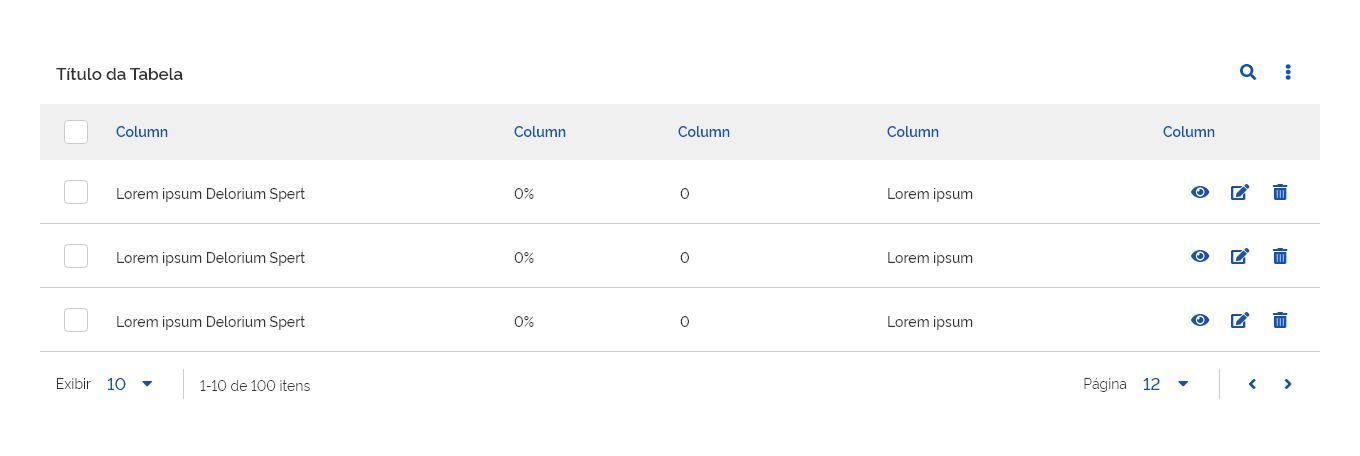 Título da Tabela
Column Column Column Column Column
Lorem ipsum Delorium Spert 0% 0 Lorem ipsum
Lorem ipsum Delorium Spert 0% 0 Lorem ipsum
Lorem ipsum Delorium Spert 0% 0 Lorem ipsum
Exibir 10 1-10 de 100 itens Página 12